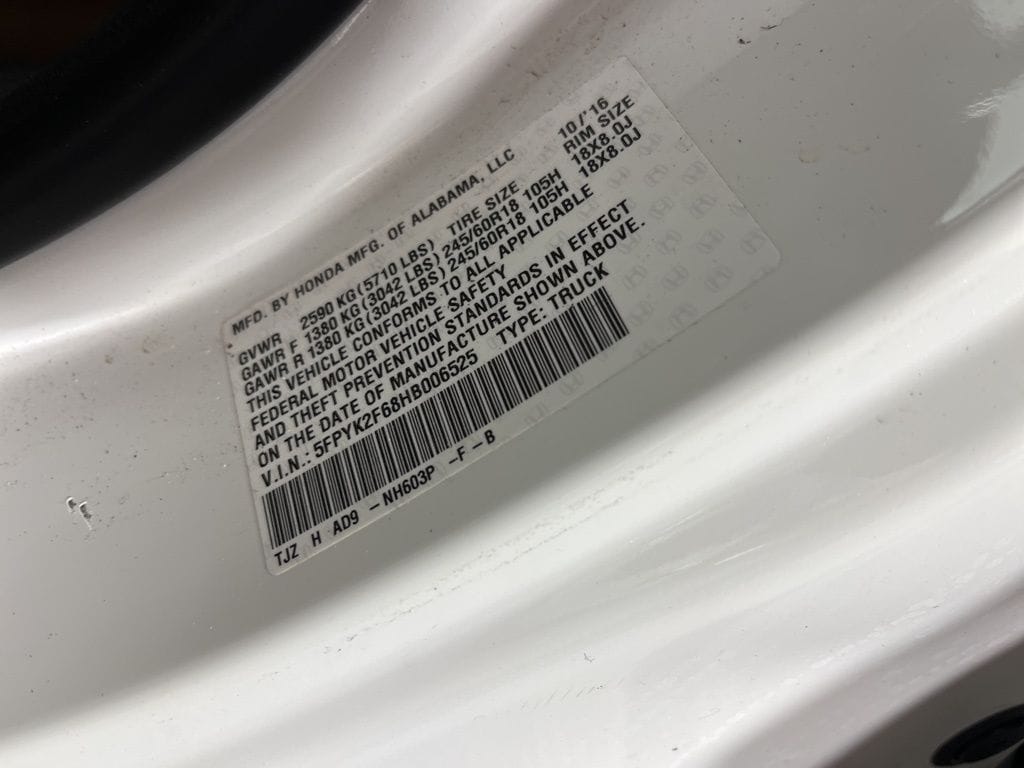 MFD. BY HONDA MFG. OF ALABAMA, LLC 10/'16
GVWR 2590 KG (5710 LBS) TIRE SIZE RIM SIZE
GAWR F 1380 KG (3042 LBS) 245/60R18 105H 18X8.0J
GAWR R 1380 KG (3042 LBS) 245/60R18 105H 18X8.0J
THIS VEHICLE CONFORMS TO ALL APPLICABLE
FEDERAL MOTOR VEHICLE SAFETY
AND THEFT PREVENTION STANDARDS IN EFFECT
ON THE DATE OF MANUFACTURE SHOWN ABOVE.
V.I.N.: 5FPYK2F68HB006525 TYPE: TRUCK
TJZ H AD9 - NH603P - F - B